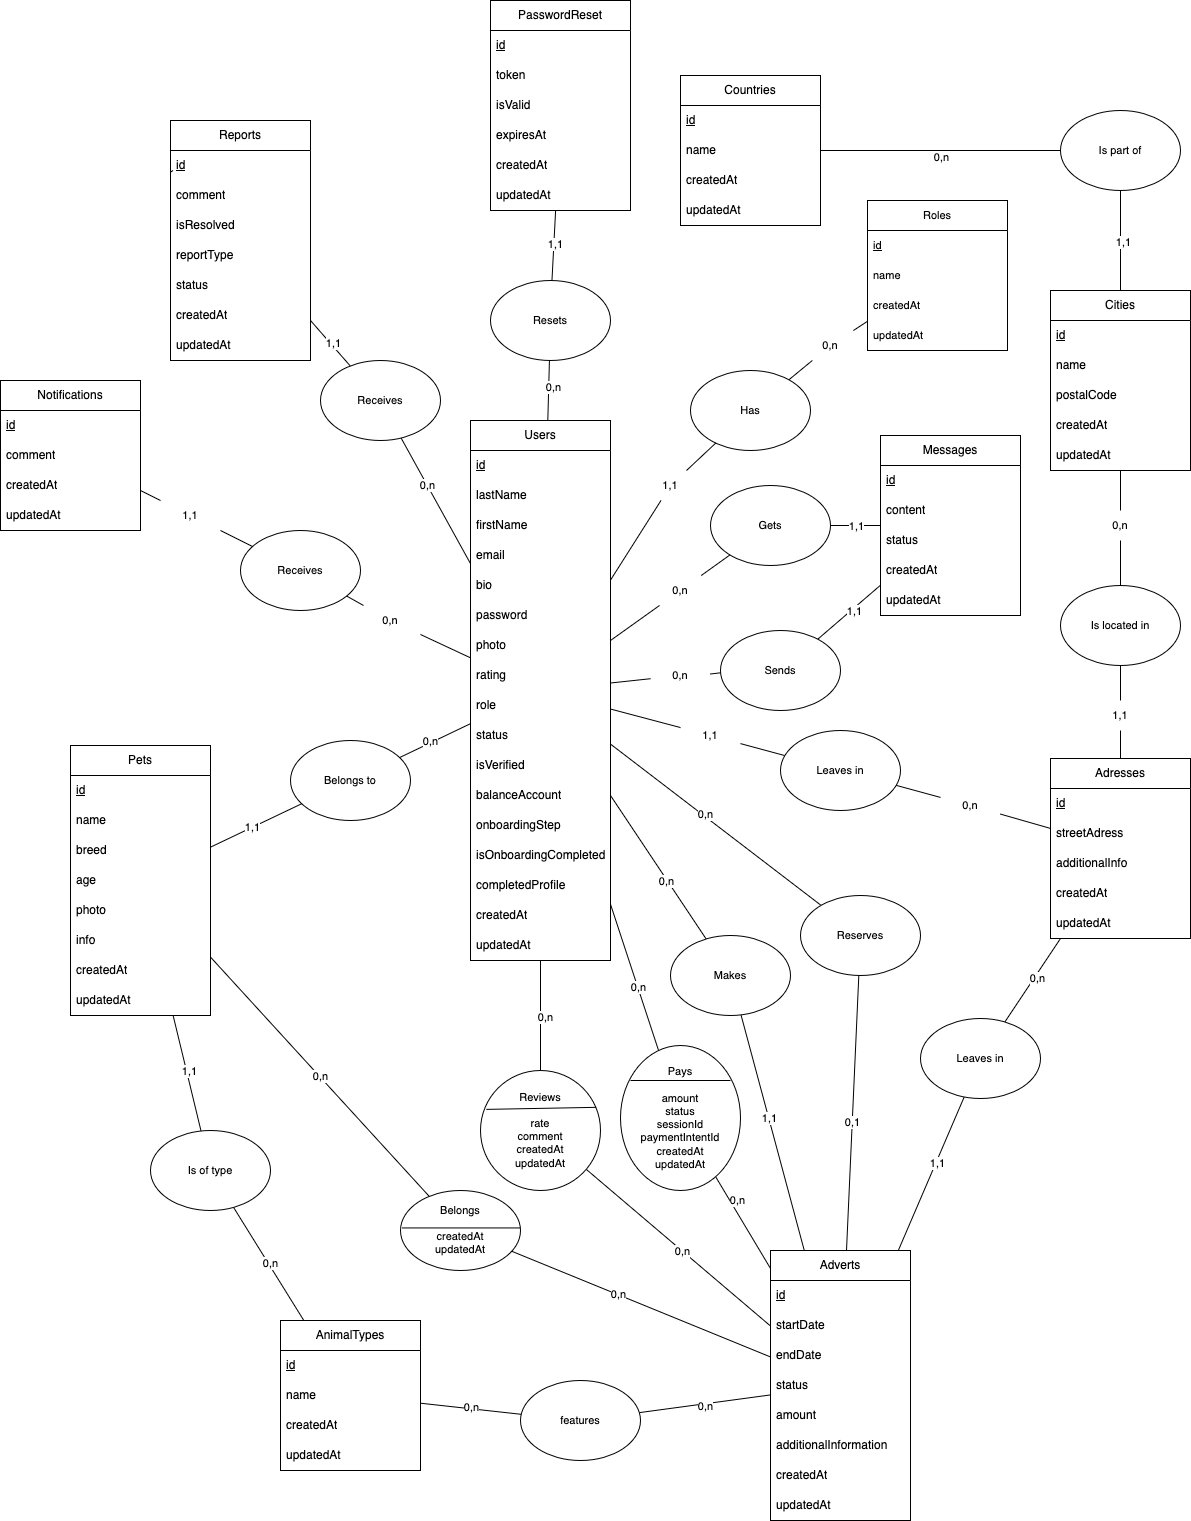 PasswordReset
id
token
isValid
expiresAt
createdAt
updatedAt
Countries
id
name
createdAt
updatedAt
0,n
Is part of
1,1
Reports
id
comment
isResolved
reportType
status
createdAt
updatedAt
1,1
Receives
0,n
1,1
Resets
0,n
Roles
id
name
createdAt
updatedAt
0,n
Has
1,1
Cities
id
name
postalCode
createdAt
updatedAt
0,n
Is located in
1,1
Notifications
id
comment
createdAt
updatedAt
1,1
Receives
0,n
Users
id
lastName
firstName
email
bio
password
photo
rating
role
status
isVerified
balanceAccount
onboardingStep
isOnboardingCompleted
completedProfile
createdAt
updatedAt
Messages
id
content
status
createdAt
updatedAt
Gets
1,1
0,n
1,1
0,n
Sends
1,1
Leaves in
0,n
Adresses
id
streetAdress
additionalInfo
createdAt
updatedAt
0,n
Leaves in
1,1
Pets
id
name
breed
age
photo
info
createdAt
updatedAt
0,n
Belongs to
1,1
0,n
Reserves
0,1
0,n
Makes
1,1
0,n
Pays
amount
status
sessionId
paymentIntentId
createdAt
updatedAt
0,n
0,n
Reviews
rate
comment
createdAt
updatedAt
0,n
1,1
Is of type
0,n
0,n
Belongs
createdAt
updatedAt
0,n
AnimalTypes
id
name
createdAt
updatedAt
0,n
features
0,n
Adverts
id
startDate
endDate
status
amount
additionalInformation
createdAt
updatedAt